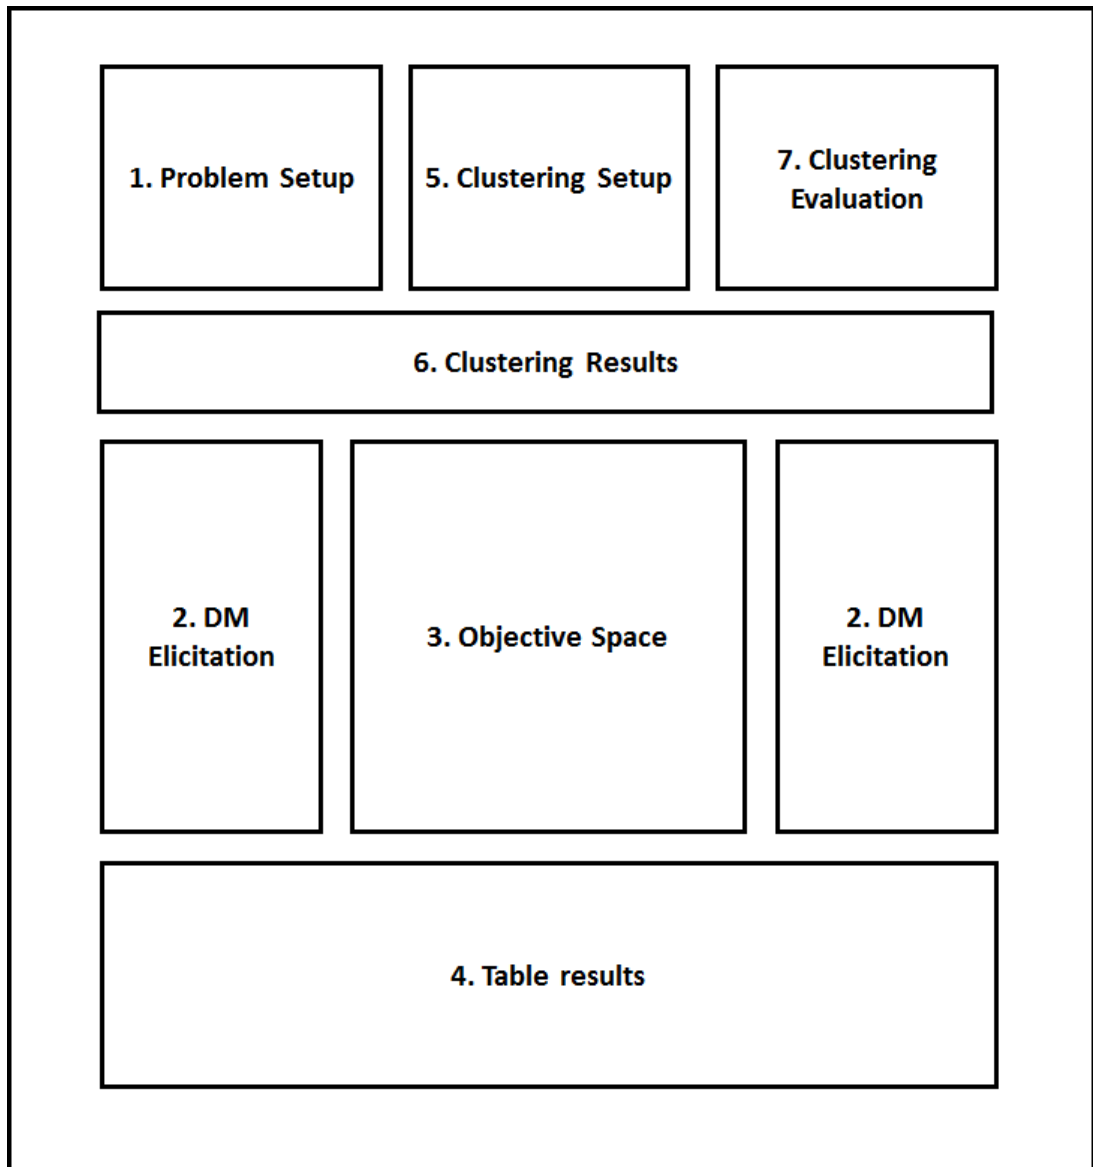 1. Problem Setup
5. Clustering Setup
7. Clustering
Evaluation
6. Clustering Results
2. DM
Elicitation
3. Objective Space
2. DM
Elicitation
4. Table results